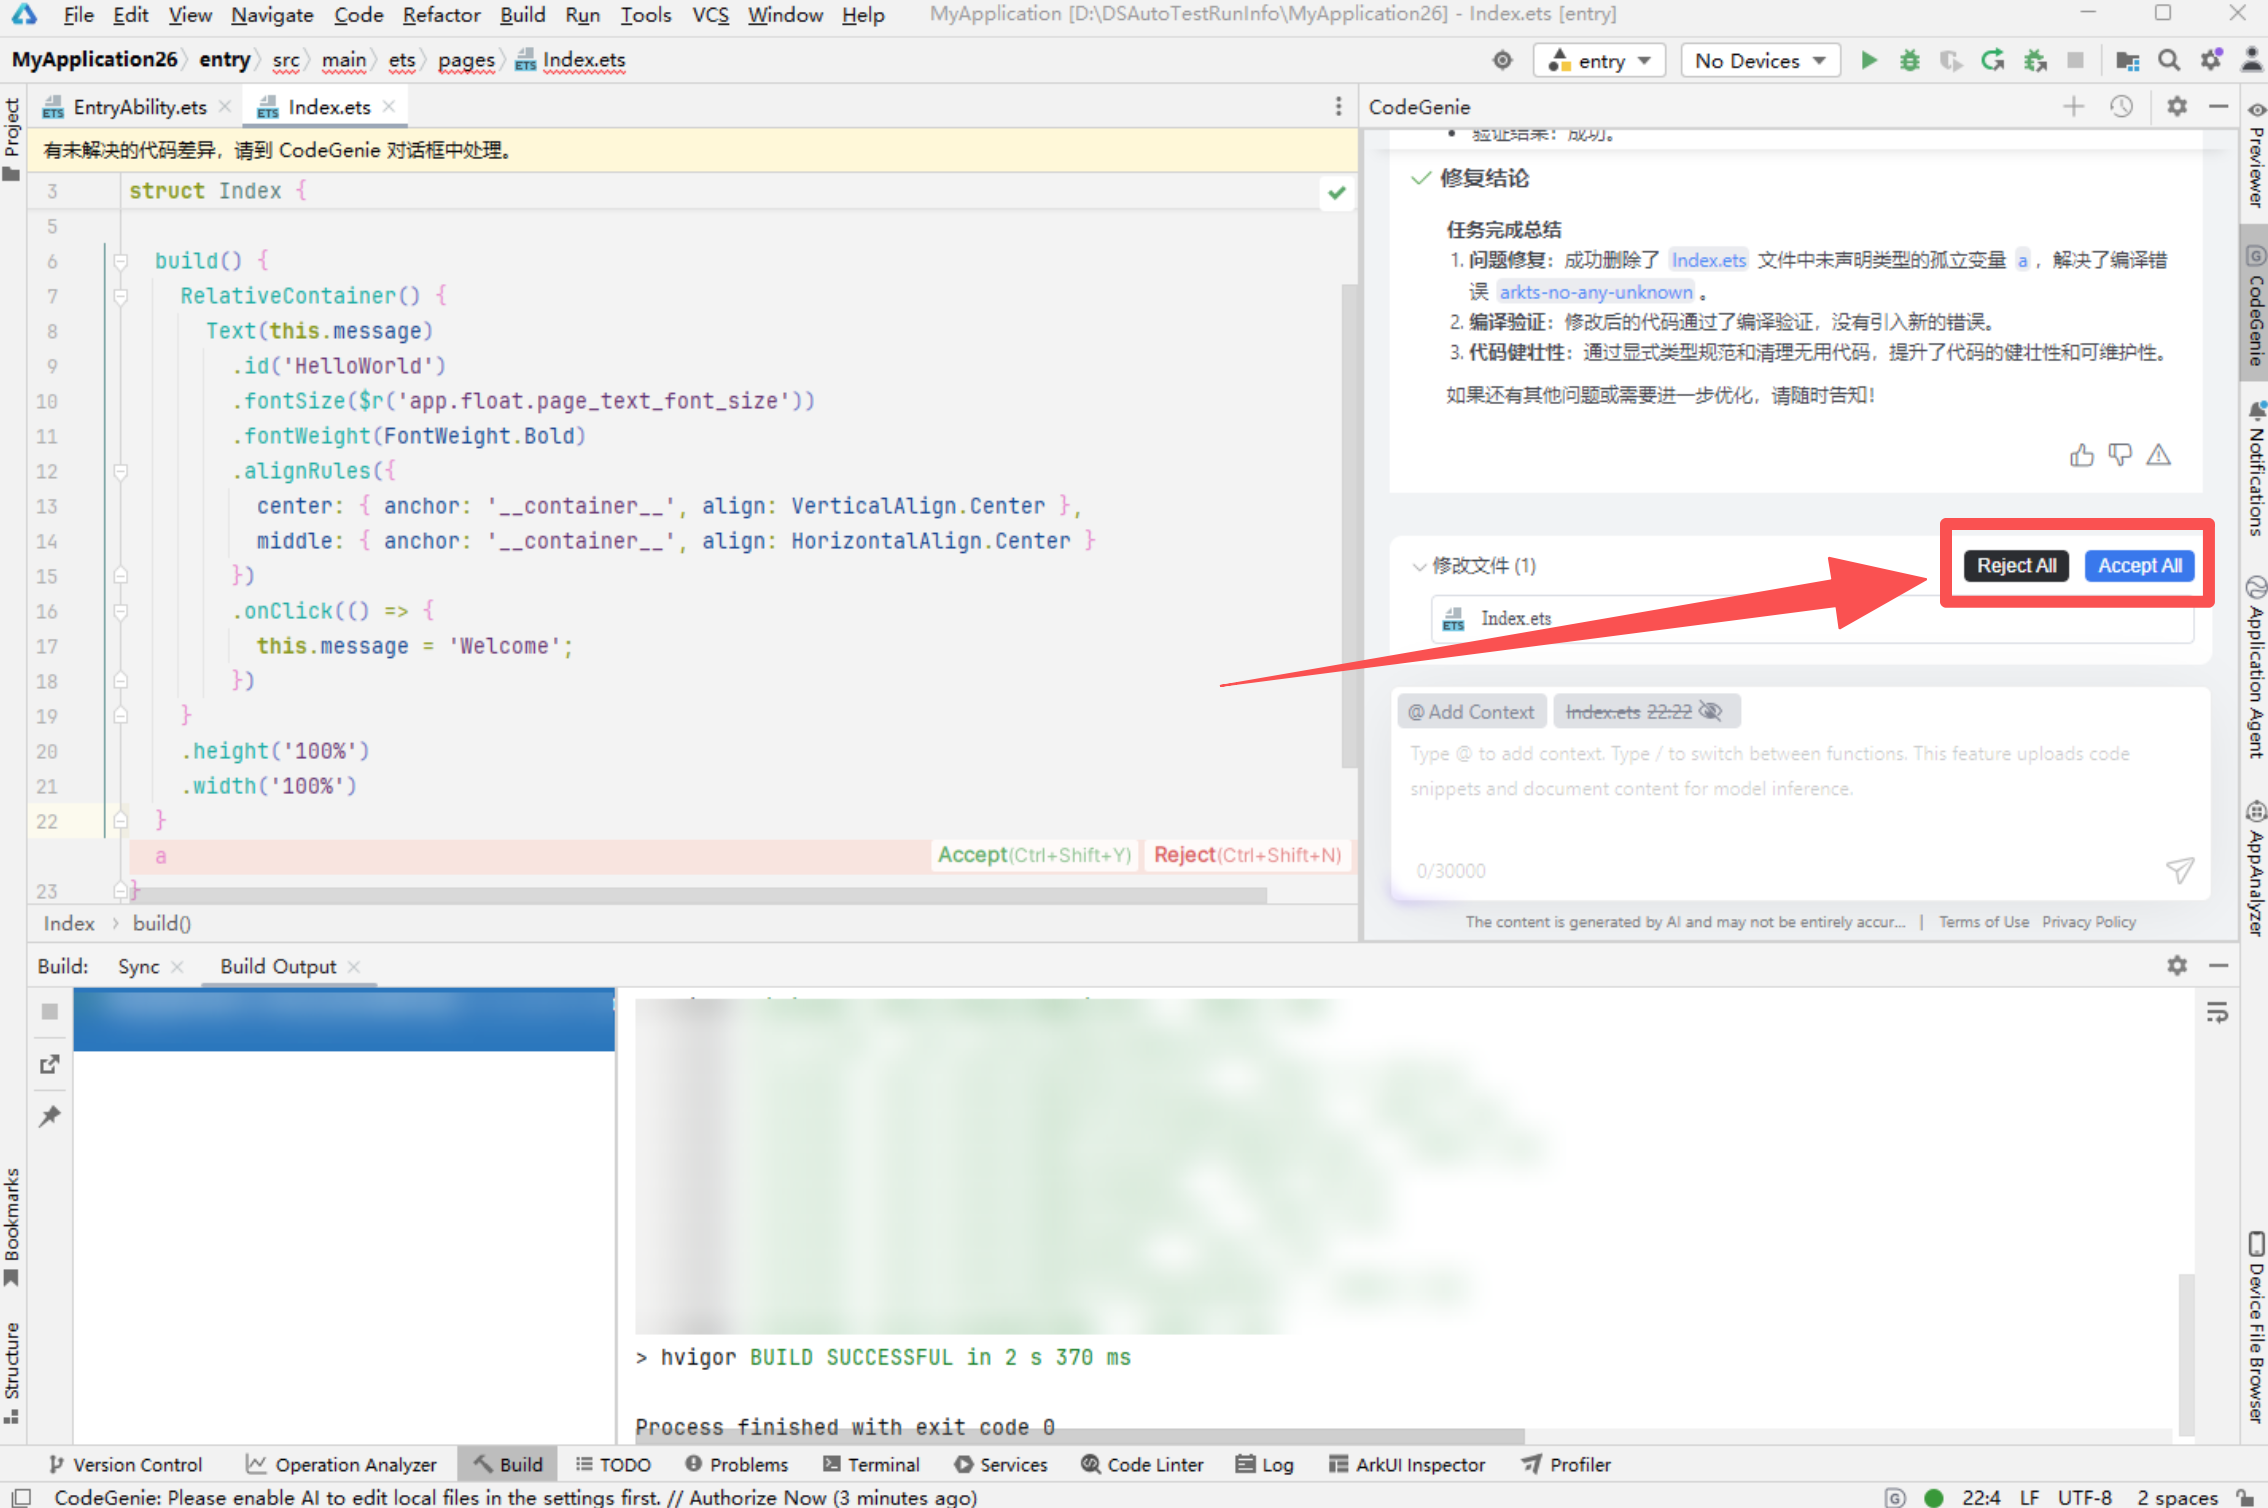 File Edit View Navigate Code Refactor Build Run Tools VCS Window Help MyApplication [D:\DSAutoTestRunInfo\MyApplication26] - Index.ets [entry]
MyApplication26 entry src main ets pages Index.ets entry No Devices
Project
EntryAbility.ets
Index.ets
有未解决的代码差异，请到 CodeGenie 对话框中处理。
3 struct Index {
5
6 build() {
7 RelativeContainer() {
8 Text(this.message)
9 .id('HelloWorld')
10 .fontSize($r('app.float.page_text_font_size'))
11 .fontWeight(FontWeight.Bold)
12 .alignRules({
13 center: { anchor: '__container__', align: VerticalAlign.Center },
14 middle: { anchor: '__container__', align: HorizontalAlign.Center }
15 })
16 .onClick(() => {
17 this.message = 'Welcome';
18 })
19 }
20 .height('100%')
21 .width('100%')
22 }
a Accept(Ctrl+Shift+Y) Reject(Ctrl+Shift+N)
23 }
Index > build()
CodeGenie
• 验证结果：成功。
修复结论
任务完成总结
1. 问题修复：成功删除了 Index.ets 文件中未声明类型的孤立变量 a，解决了编译错
误 arkts-no-any-unknown。
2. 编译验证：修改后的代码通过了编译验证，没有引入新的错误。
3. 代码健壮性：通过显式类型规范和清理无用代码，提升了代码的健壮性和可维护性。
如果还有其他问题或需要进一步优化，请随时告知！
修改文件 (1) Reject All Accept All
ETS Index.ets
@ Add Context Index.ets 22:22
Type @ to add context. Type / to switch between functions. This feature uploads code
snippets and document content for model inference.
0/30000
The content is generated by AI and may not be entirely accur... | Terms of Use Privacy Policy
Previewer
CodeGenie
Notifications
Application Agent
AppAnalyzer
Device File Browser
Build: Sync Build Output
> hvigor BUILD SUCCESSFUL in 2 s 370 ms
Process finished with exit code 0
Bookmarks
Structure
Version Control Operation Analyzer Build TODO Problems Terminal Services Code Linter Log ArkUI Inspector Profiler
CodeGenie: Please enable AI to edit local files in the settings first. // Authorize Now (3 minutes ago) 22:4 LF UTF-8 2 spaces